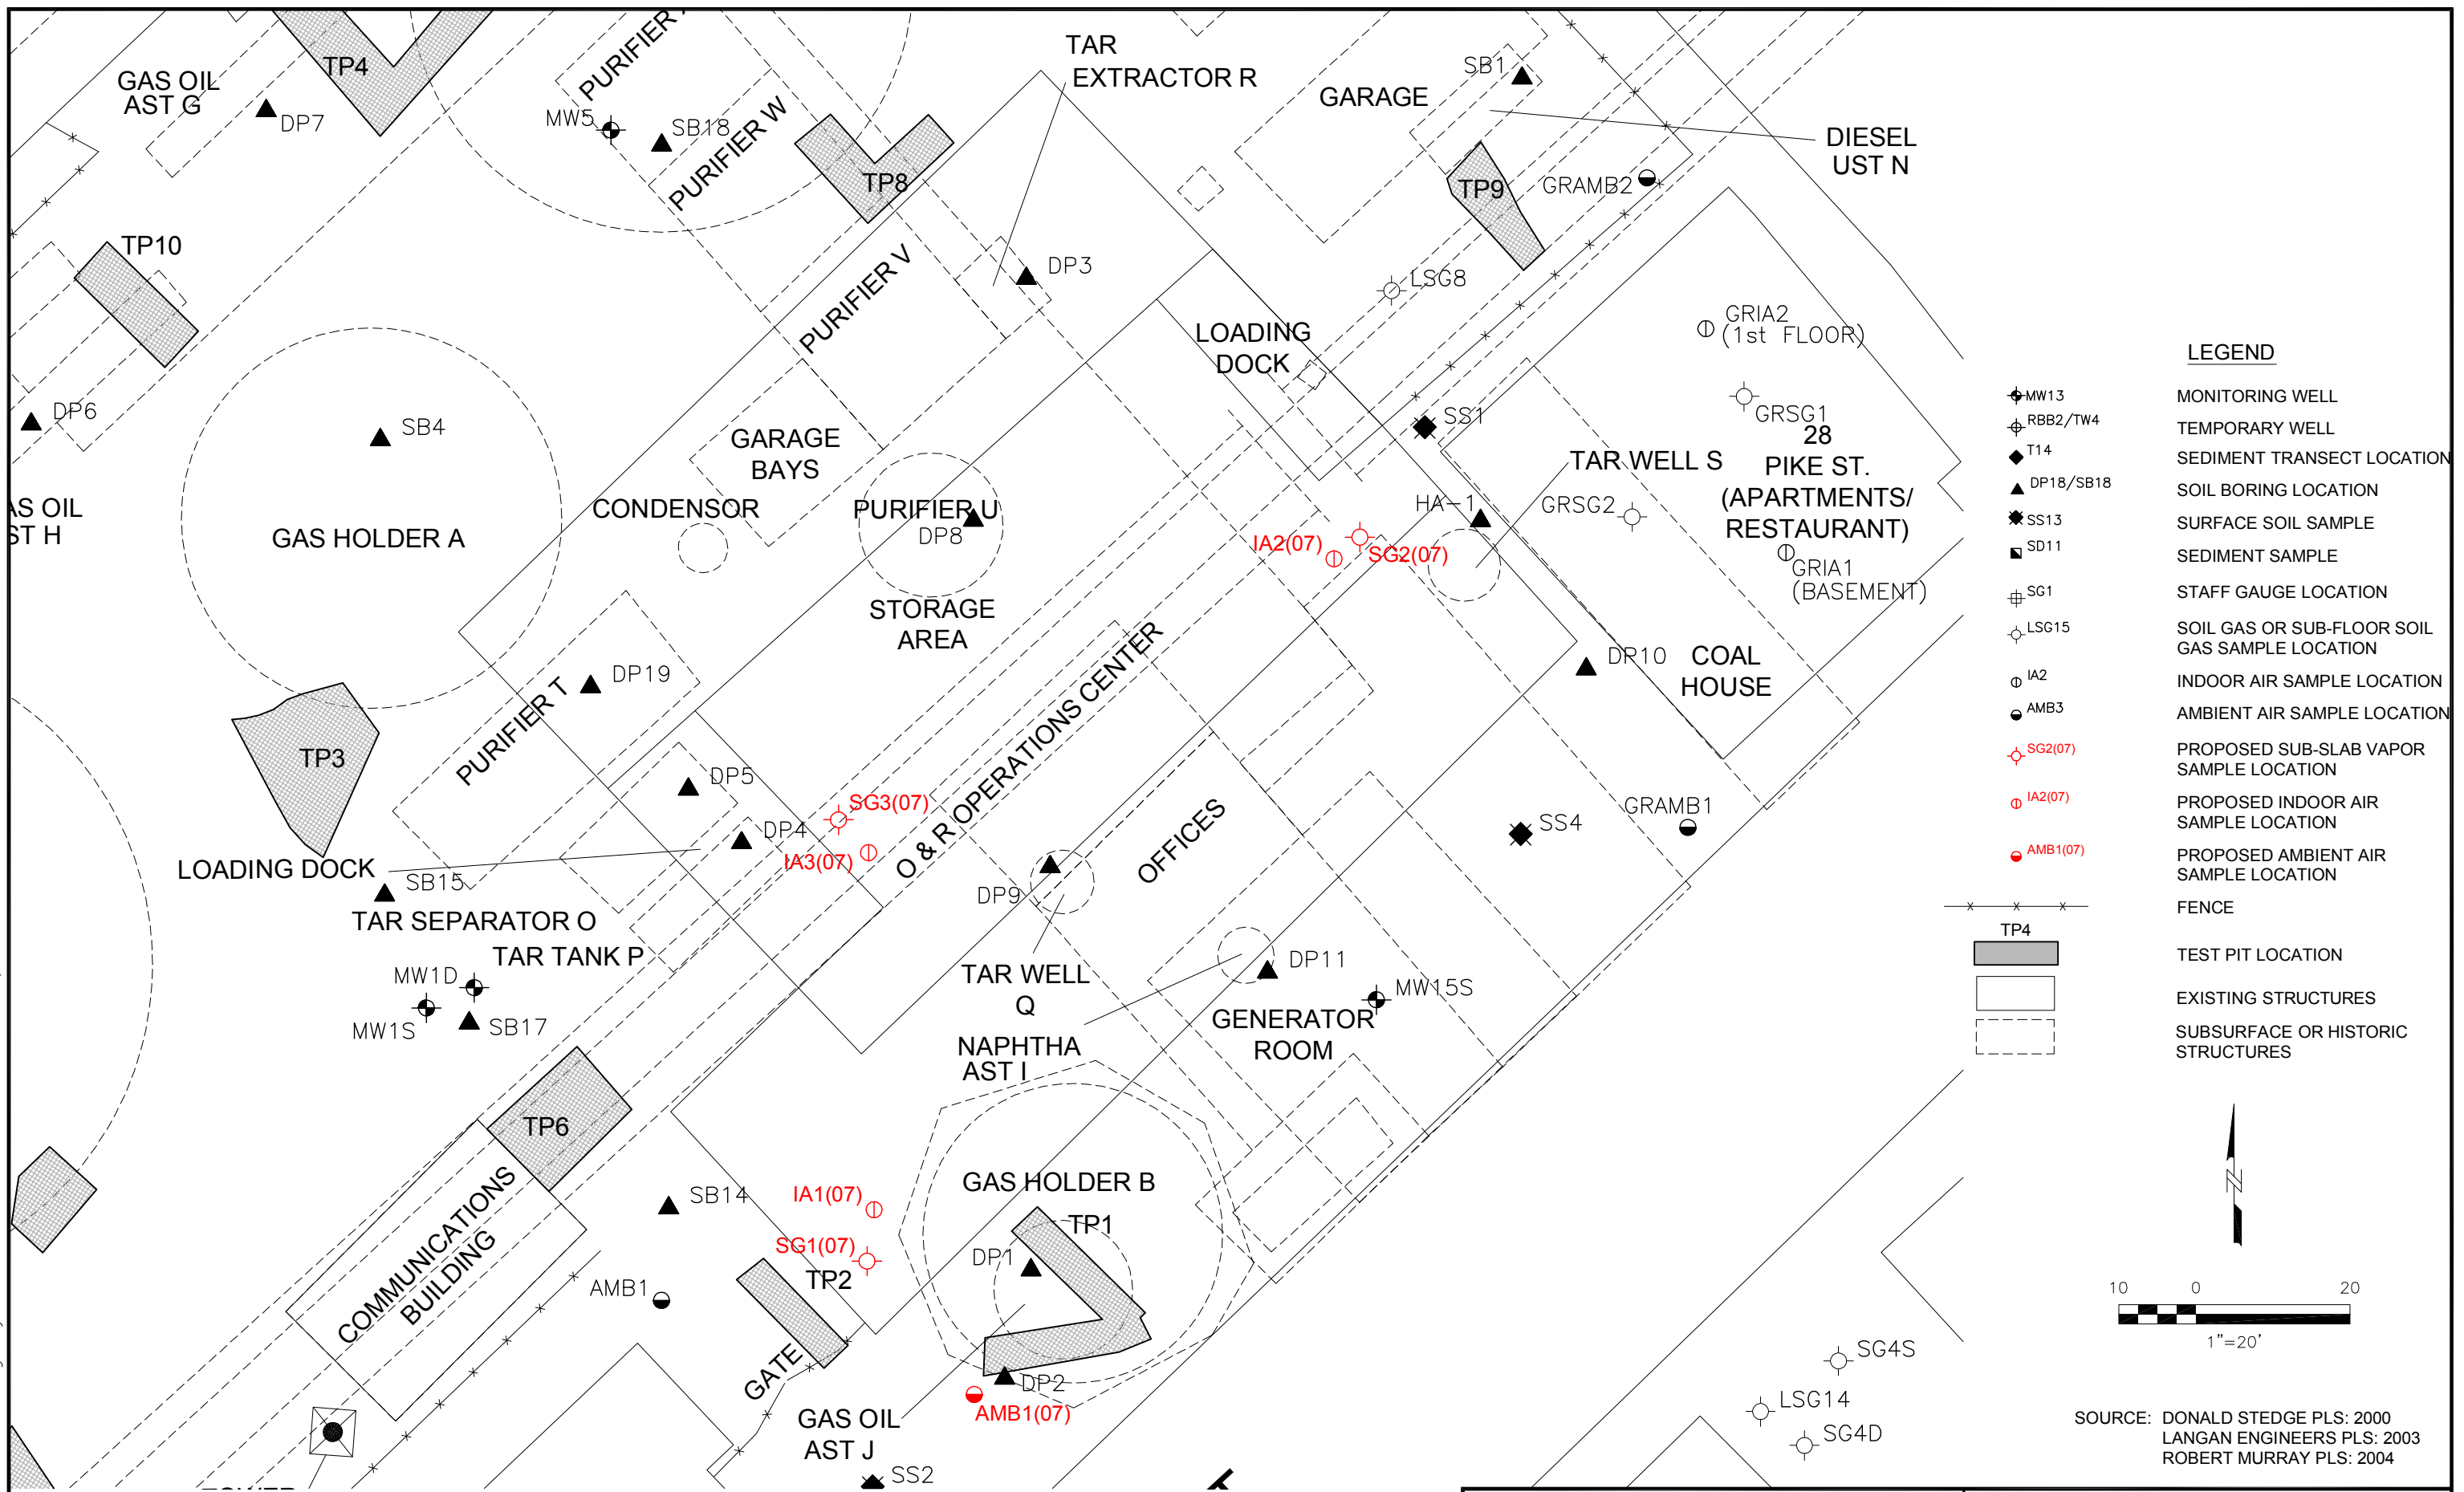 TAR
EXTRACTOR R
GAS OIL
AST G
TP4
DP7
MW5
SB18
PURIFIER
PURIFIER W
TP8
SB1
GARAGE
DIESEL
UST N
TP9
GRAMB2
TP10
PURIFIER V
DP3
LSG8
LOADING
DOCK
GRIA2
(1st FLOOR)
GRSG1
28
PIKE ST.
(APARTMENTS/
RESTAURANT)
GRIA1
(BASEMENT)
DP6
SB4
GAS HOLDER A
GARAGE
BAYS
CONDENSOR
PURIFIER U
DP8
STORAGE
AREA
SS1
TAR WELL S
HA-1
GRSG2
IA2(07)
SG2(07)
AS OIL
ST H
DP19
PURIFIER T
TP3
DP5
DP4
LOADING DOCK
SB15
TAR SEPARATOR O
TAR TANK P
SG3(07)
IA3(07)
O & R OPERATIONS CENTER
OFFICES
DP9
DP10
COAL
HOUSE
SS4
GRAMB1
MW1D
MW1S
SB17
TAR WELL
Q
NAPHTHA
AST I
DP11
MW15S
GENERATOR
ROOM
TP6
COMMUNICATIONS
BUILDING
SB14
AMB1
IA1(07)
SG1(07)
TP2
GATE
GAS HOLDER B
TP1
DP1
DP2
AMB1(07)
GAS OIL
AST J
SS2
TOWER
SG4S
LSG14
SG4D
LEGEND
MW13 MONITORING WELL
RBB2/TW4 TEMPORARY WELL
T14 SEDIMENT TRANSECT LOCATION
DP18/SB18 SOIL BORING LOCATION
SS13 SURFACE SOIL SAMPLE
SD11 SEDIMENT SAMPLE
SG1 STAFF GAUGE LOCATION
LSG15 SOIL GAS OR SUB-FLOOR SOIL
GAS SAMPLE LOCATION
IA2 INDOOR AIR SAMPLE LOCATION
AMB3 AMBIENT AIR SAMPLE LOCATION
SG2(07) PROPOSED SUB-SLAB VAPOR
SAMPLE LOCATION
IA2(07) PROPOSED INDOOR AIR
SAMPLE LOCATION
AMB1(07) PROPOSED AMBIENT AIR
SAMPLE LOCATION
x x x FENCE
TP4
TEST PIT LOCATION
EXISTING STRUCTURES
SUBSURFACE OR HISTORIC
STRUCTURES
N
10 0 20
1"=20'
SOURCE: DONALD STEDGE PLS: 2000
LANGAN ENGINEERS PLS: 2003
ROBERT MURRAY PLS: 2004